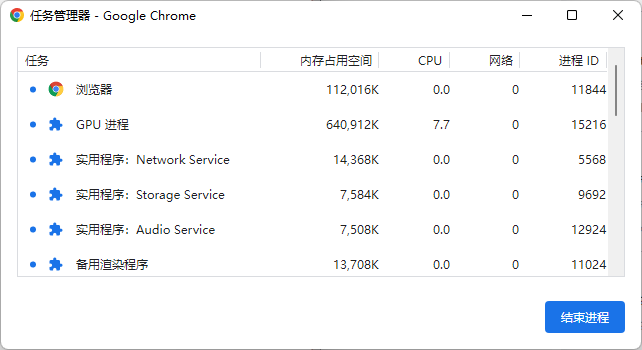 任务管理器 - Google Chrome
任务 内存占用空间 CPU 网络 进程 ID
浏览器 112,016K 0.0 0 11844
GPU 进程 640,912K 7.7 0 15216
实用程序：Network Service 14,368K 0.0 0 5568
实用程序：Storage Service 7,584K 0.0 0 9692
实用程序：Audio Service 7,508K 0.0 0 12924
备用渲染程序 13,708K 0.0 0 11024
结束进程